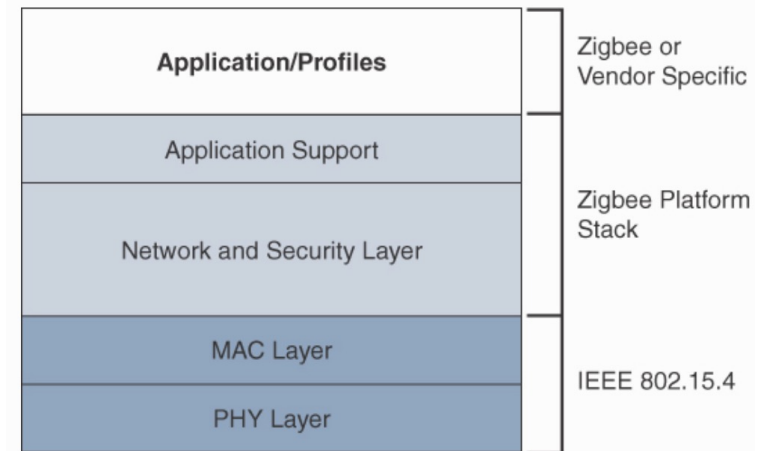 Application/Profiles
Zigbee or
Vendor Specific
Application Support
Network and Security Layer
Zigbee Platform
Stack
MAC Layer
PHY Layer
IEEE 802.15.4